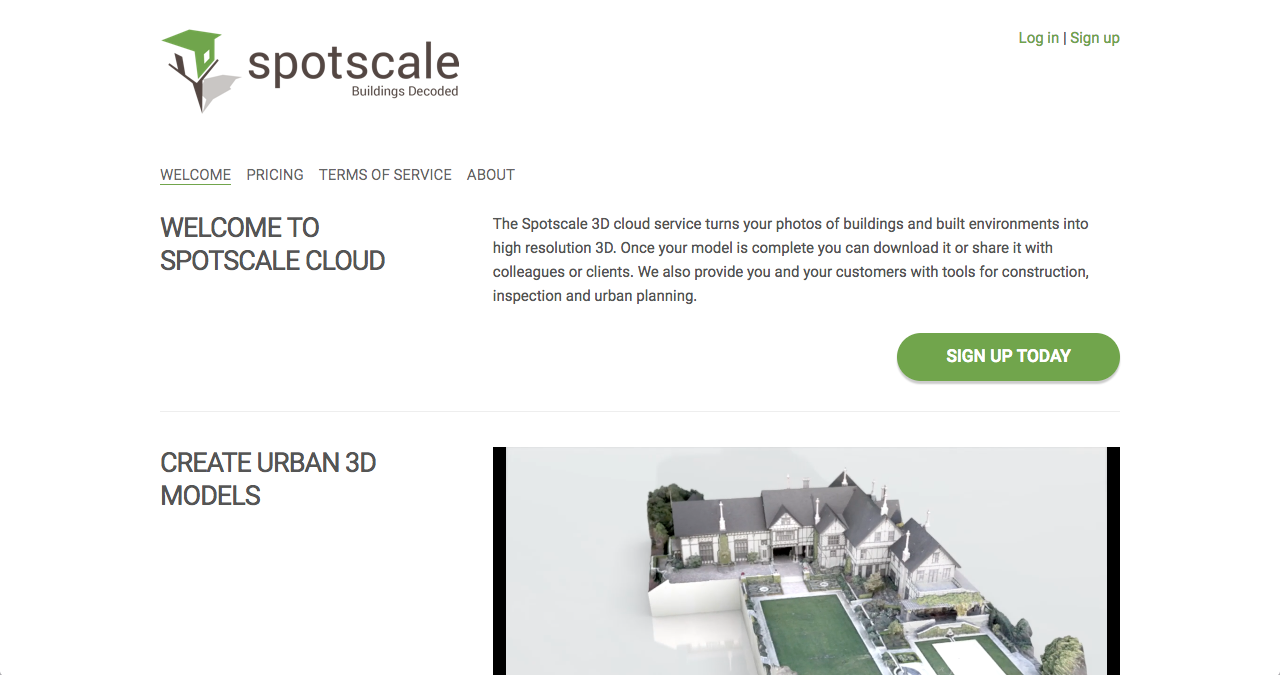 spotscale
Buildings Decoded
Log in | Sign up
WELCOME PRICING TERMS OF SERVICE ABOUT
WELCOME TO
SPOTSCALE CLOUD
The Spotscale 3D cloud service turns your photos of buildings and built environments into
high resolution 3D. Once your model is complete you can download it or share it with
colleagues or clients. We also provide you and your customers with tools for construction,
inspection and urban planning.
SIGN UP TODAY
CREATE URBAN 3D
MODELS